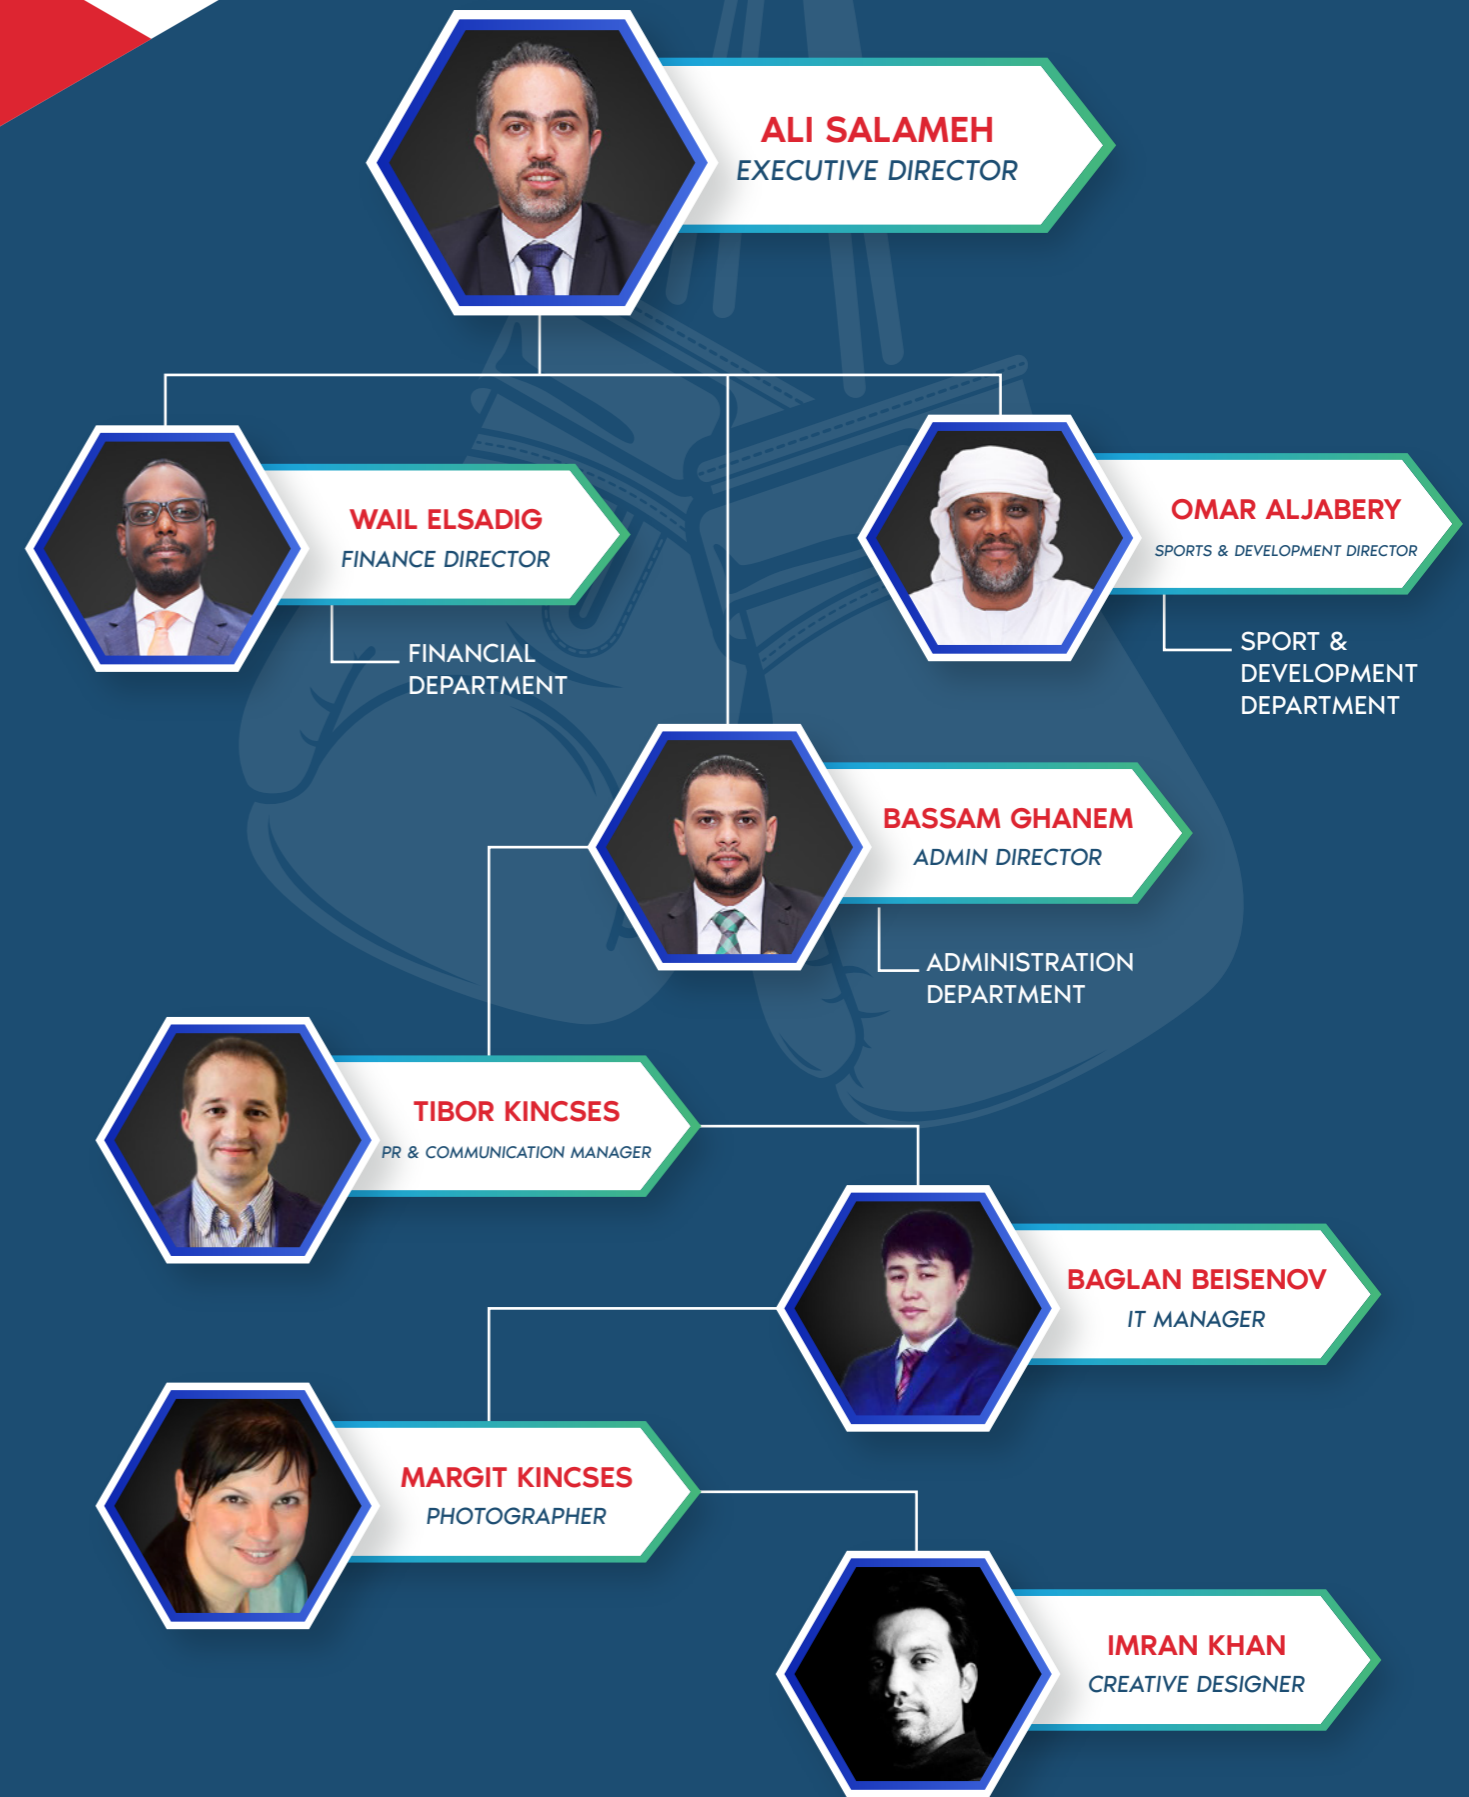 ALI SALAMEH
EXECUTIVE DIRECTOR
WAIL ELSADIG
FINANCE DIRECTOR
FINANCIAL
DEPARTMENT
OMAR ALJABERY
SPORTS & DEVELOPMENT DIRECTOR
SPORT &
DEVELOPMENT
DEPARTMENT
BASSAM GHANEM
ADMIN DIRECTOR
ADMINISTRATION
DEPARTMENT
TIBOR KINCSES
PR & COMMUNICATION MANAGER
BAGLAN BEISENOV
IT MANAGER
MARGIT KINCSES
PHOTOGRAPHER
IMRAN KHAN
CREATIVE DESIGNER